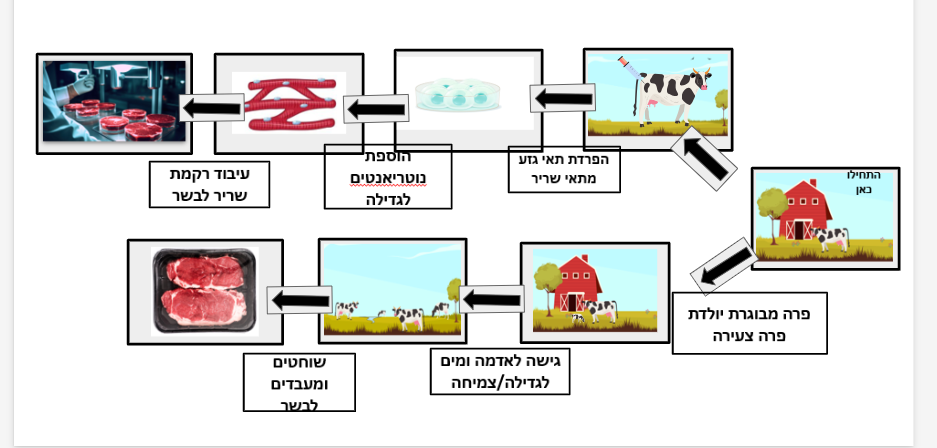 התחילו
כאן
הפרדת תאי גזע
מתאי שריר
הוספת
נוטריאנטים
לגדילה
עיבוד רקמת
שריר לבשר
פרה מבוגרת יולדת
פרה צעירה
גישה לאדמה ומים
לגדילה/צמיחה
שוחטים
ומעבדים
לבשר